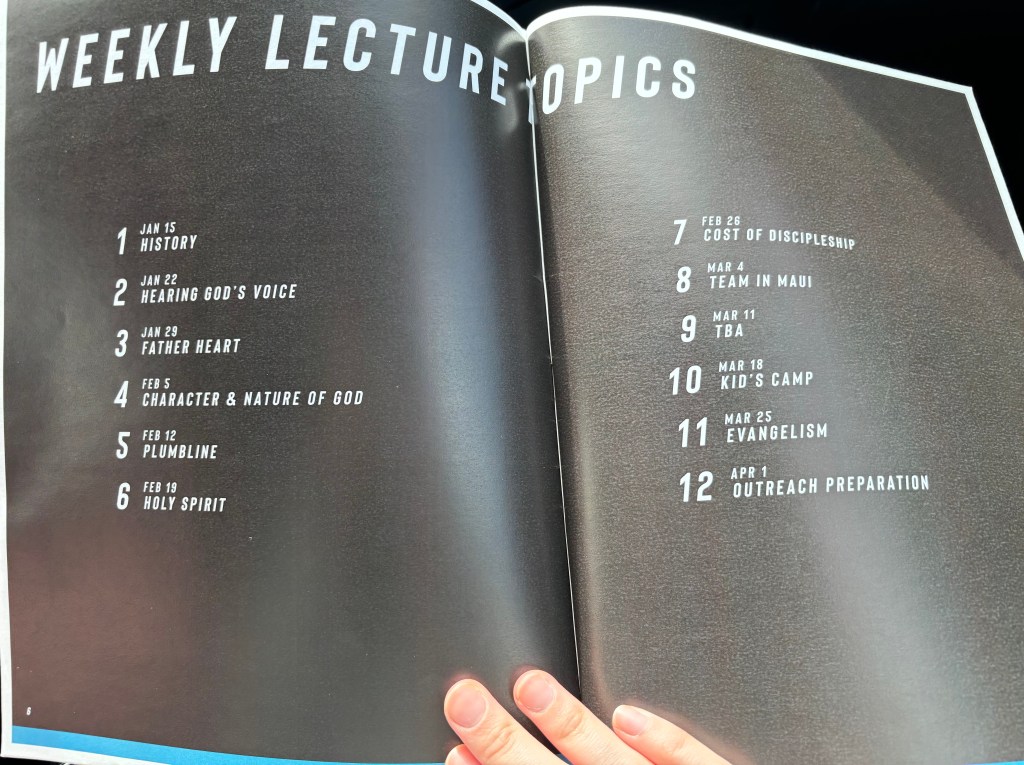 WEEKLY LECTURE TOPICS
1 JAN 15
HISTORY
2 JAN 22
HEARING GOD'S VOICE
3 JAN 29
FATHER HEART
4 FEB 5
CHARACTER & NATURE OF GOD
5 FEB 12
PLUMBLINE
6 FEB 19
HOLY SPIRIT
6
7 FEB 26
COST OF DISCIPLESHIP
8 MAR 4
TEAM IN MAUI
9 MAR 11
TBA
10 MAR 18
KID'S CAMP
11 MAR 25
EVANGELISM
12 APR 1
OUTREACH PREPARATION